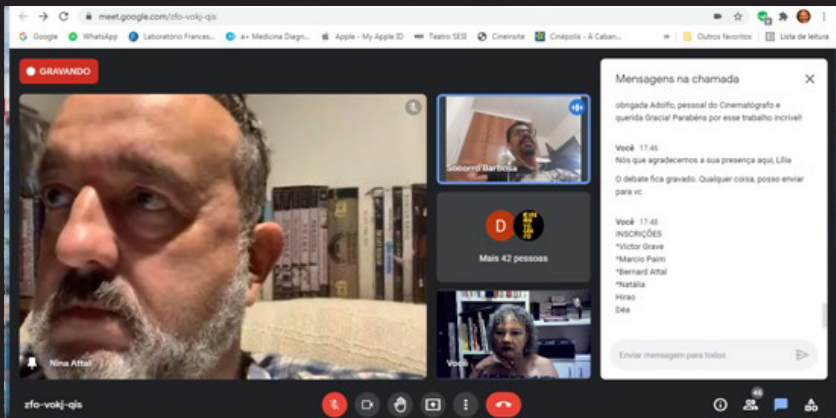 meet.google.com/zfo-vokj-qis
Google WhatsApp Laboratório Frances... a+ Medicina Diagn... Apple - My Apple ID Teatro SESI Cineinsite Cinépolis - A Caban... » Outros favoritos Lista de leitura
GRAVANDO
Nina Attal
Socorro Barbosa
D
Mais 42 pessoas
Você
Mensagens na chamada
obrigada Adolfo, pessoal do Cinematógrafo e
querida Gracia! Parabéns por esse trabalho incrível!
Você 17:46
Nós que agradecemos a sua presença aqui, Lilia
O debate fica gravado. Qualquer coisa, posso enviar
para vc
Você 17:48
INSCRIÇÕES
*Victor Grave
*Marcio Paim
*Bernard Attal
*Natália
Hirao
Déa
Enviar mensagem para todos
zfo-vokj-qis